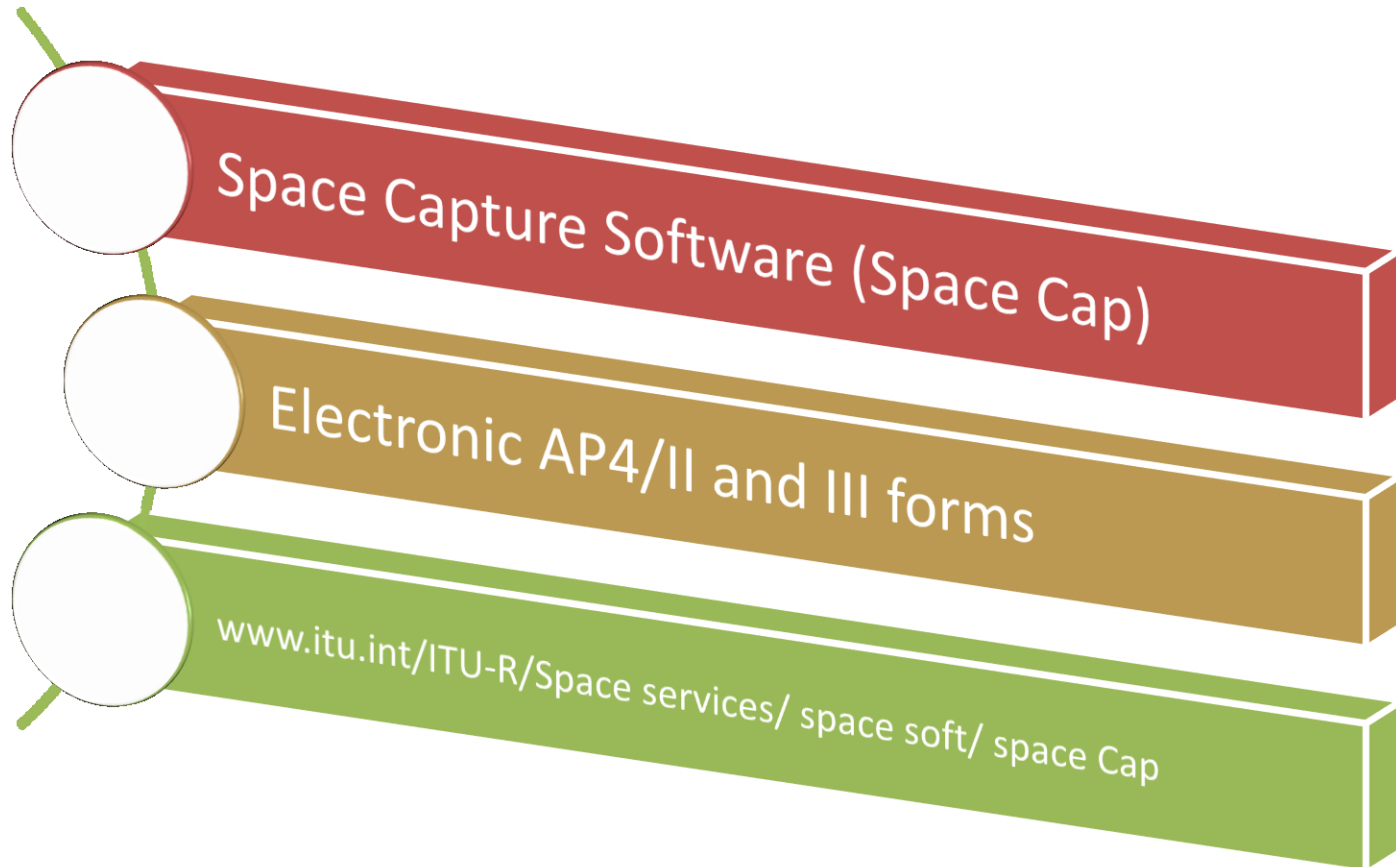 Space Capture Software (Space Cap)
Electronic AP4/II and III forms
www.itu.int/ITU-R/Space services/ space soft/ space Cap